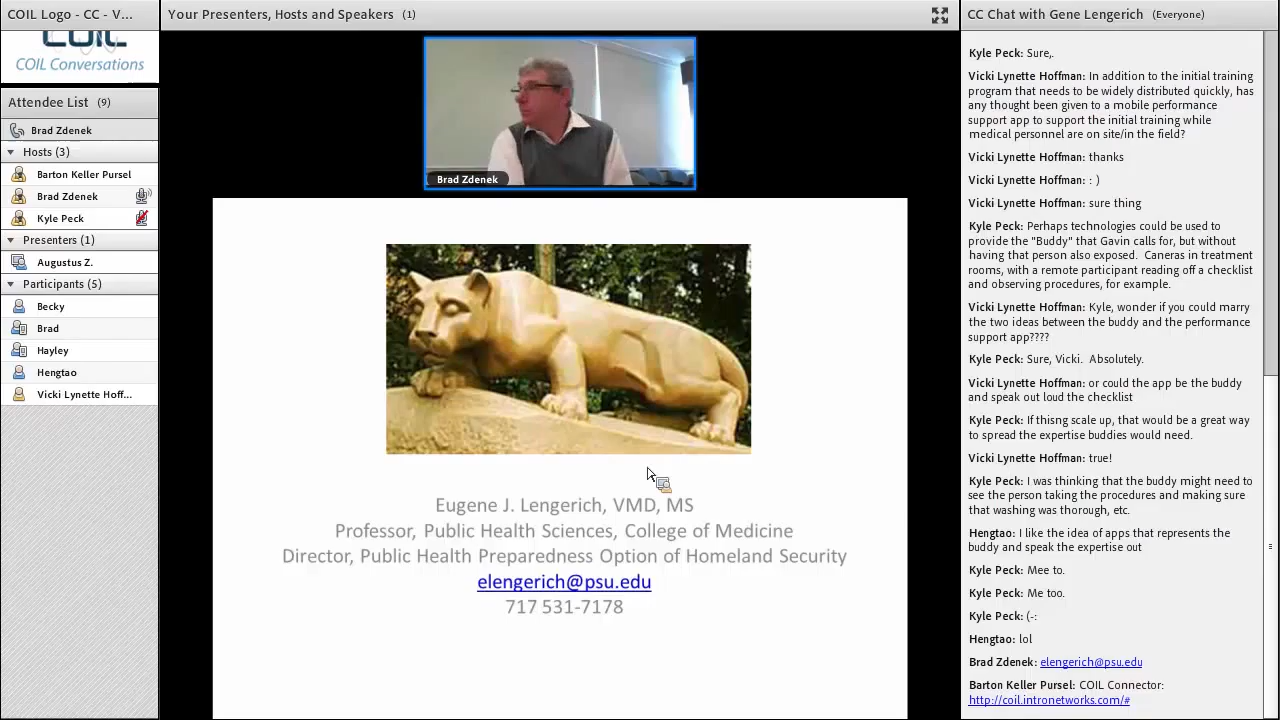 COIL Logo - CC - V...
COIL
COIL Conversations
Attendee List (9)
Brad Zdenek
Hosts (3)
Barton Keller Pursel
Brad Zdenek
Kyle Peck
Presenters (1)
Augustus Z.
Participants (5)
Becky
Brad
Hayley
Hengtao
Vicki Lynette Hoff...
Your Presenters, Hosts and Speakers (1)
Brad Zdenek
Eugene J. Lengerich, VMD, MS
Professor, Public Health Sciences, College of Medicine
Director, Public Health Preparedness Option of Homeland Security
elengerich@psu.edu
717 531-7178
CC Chat with Gene Lengerich (Everyone)
Kyle Peck: Sure,.
Vicki Lynette Hoffman: In addition to the initial training
program that needs to be widely distributed quickly, has
any thought been given to a mobile performance
support app to support the initial training while
medical personnel are on site/in the field?
Vicki Lynette Hoffman: thanks
Vicki Lynette Hoffman: : )
Vicki Lynette Hoffman: sure thing
Kyle Peck: Perhaps technologies could be used to
provide the "Buddy" that Gavin calls for, but without
having that person also exposed. Caneras in treatment
rooms, with a remote participant reading off a checklist
and observing procedures, for example.
Vicki Lynette Hoffman: Kyle, wonder if you could marry
the two ideas between the buddy and the performance
support app????
Kyle Peck: Sure, Vicki. Absolutely.
Vicki Lynette Hoffman: or could the app be the buddy
and speak out loud the checklist
Kyle Peck: If thisng scale up, that would be a great way
to spread the expertise buddies would need.
Vicki Lynette Hoffman: true!
Kyle Peck: I was thinking that the buddy might need to
see the person taking the procedures and making sure
that washing was thorough, etc.
Hengtao: I like the idea of apps that represents the
buddy and speak the expertise out
Kyle Peck: Mee to.
Kyle Peck: Me too.
Kyle Peck: (-:
Hengtao: lol
Brad Zdenek: elengerich@psu.edu
Barton Keller Pursel: COIL Connector:
http://coil.intronetworks.com/#